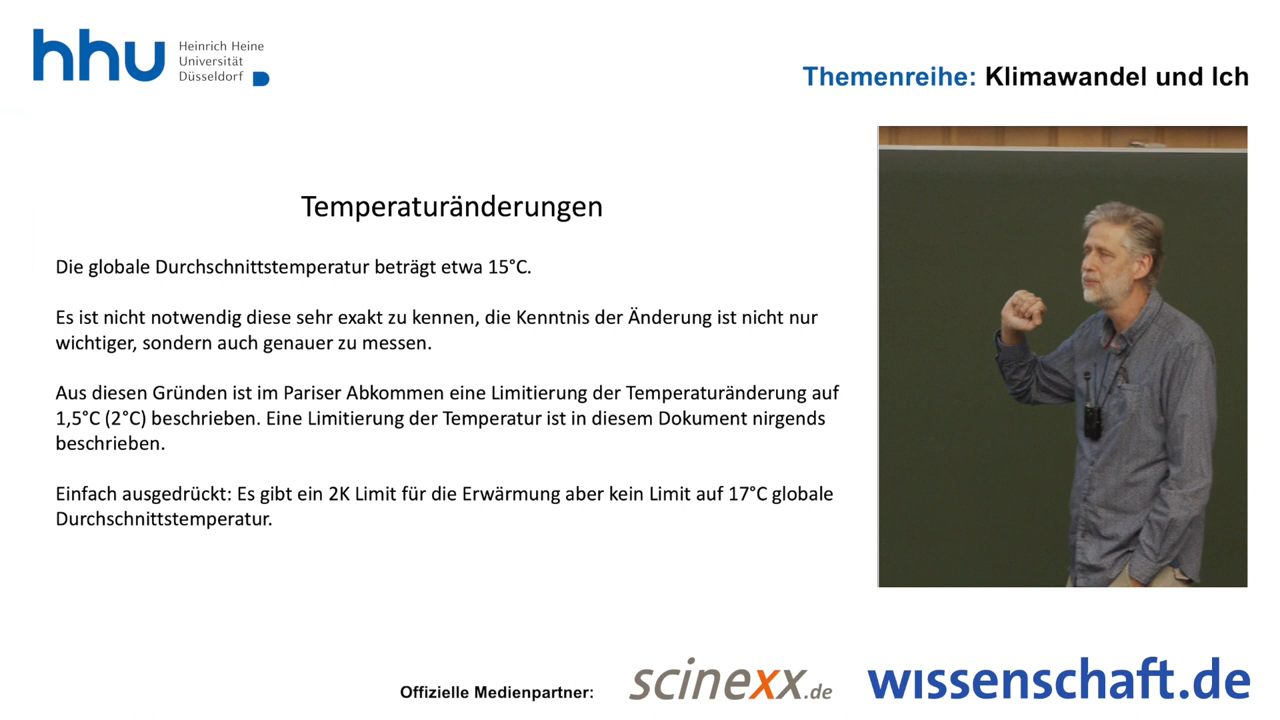 hhu Heinrich Heine
Universität
Düsseldorf
Themenreihe: Klimawandel und Ich
Temperaturänderungen
Die globale Durchschnittstemperatur beträgt etwa 15°C.
Es ist nicht notwendig diese sehr exakt zu kennen, die Kenntnis der Änderung ist nicht nur
wichtiger, sondern auch genauer zu messen.
Aus diesen Gründen ist im Pariser Abkommen eine Limitierung der Temperaturänderung auf
1,5°C (2°C) beschrieben. Eine Limitierung der Temperatur ist in diesem Dokument nirgends
beschrieben.
Einfach ausgedrückt: Es gibt ein 2K Limit für die Erwärmung aber kein Limit auf 17°C globale
Durchschnittstemperatur.
Offizielle Medienpartner: scinexx.de wissenschaft.de